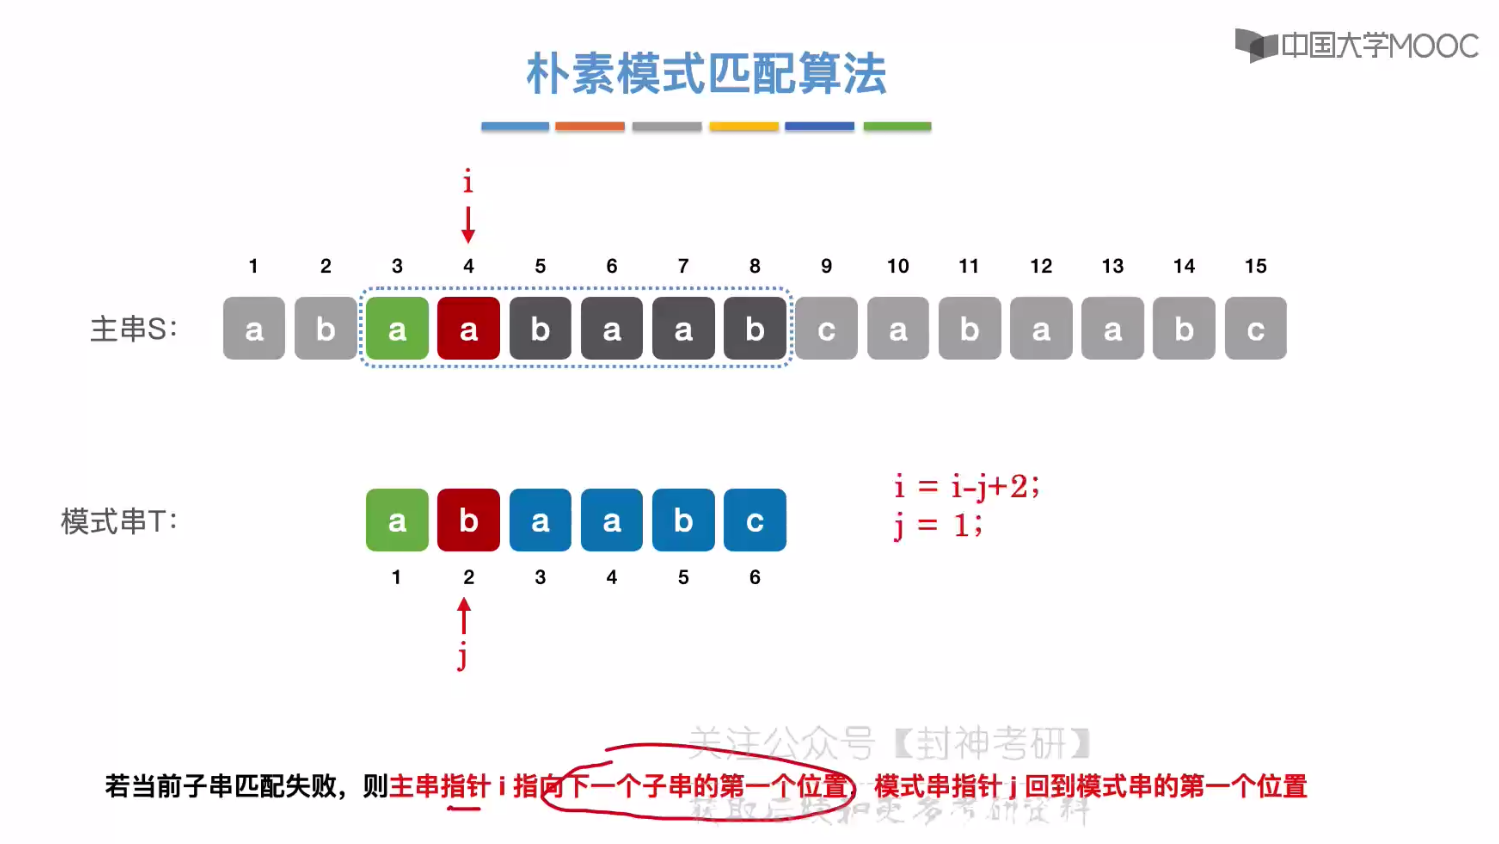 中国大学MOOC
朴素模式匹配算法
i
1 2 3 4 5 6 7 8 9 10 11 12 13 14 15
主串S: a b a a b a a b c a b a a b c
模式串T: a b a a b c
1 2 3 4 5 6
j
i = i-j+2;
j = 1;
关注公众号【封神考研】
若当前子串匹配失败，则主串指针 i 指向下一个子串的第一个位置，模式串指针 j 回到模式串的第一个位置
获取后续和更多考研资料